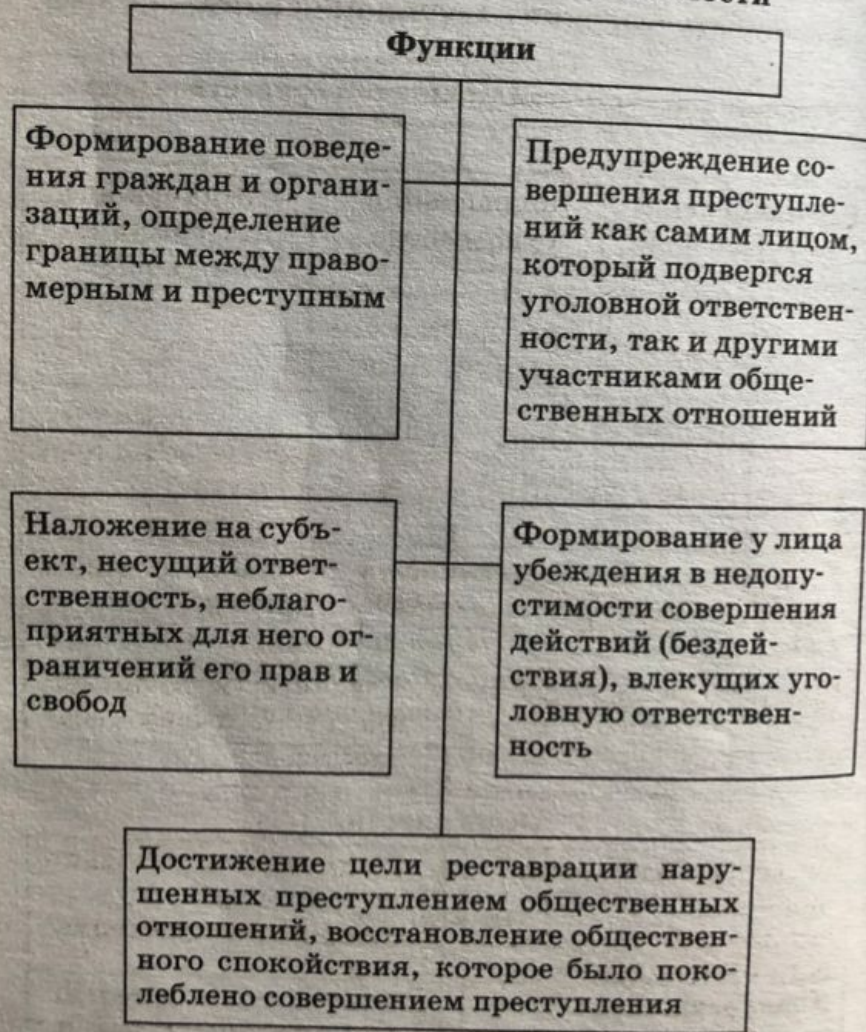 Функции
Формирование поведе-
ния граждан и органи-
заций, определение
границы между право-
мерным и преступным
Предупреждение со-
вершения преступле-
ний как самим лицом,
который подвергся
уголовной ответствен-
ности, так и другими
участниками обще-
ственных отношений
Наложение на субъ-
ект, несущий ответ-
ственность, неблаго-
приятных для него ог-
раничений его прав и
свобод
Формирование у лица
убеждения в недопу-
стимости совершения
действий (бездей-
ствия), влекущих уго-
ловную ответствен-
ность
Достижение цели реставрации нару-
шенных преступлением общественных
отношений, восстановление обществен-
ного спокойствия, которое было поко-
леблено совершением преступления